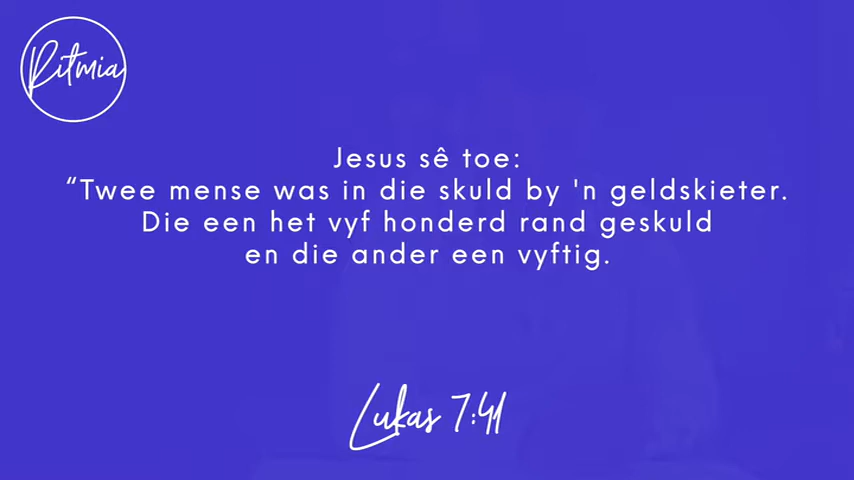 Ritmia
Jesus sê toe:
“Twee mense was in die skuld by 'n geldskieter.
Die een het vyf honderd rand geskuld
en die ander een vyftig.
Lukas 7:41